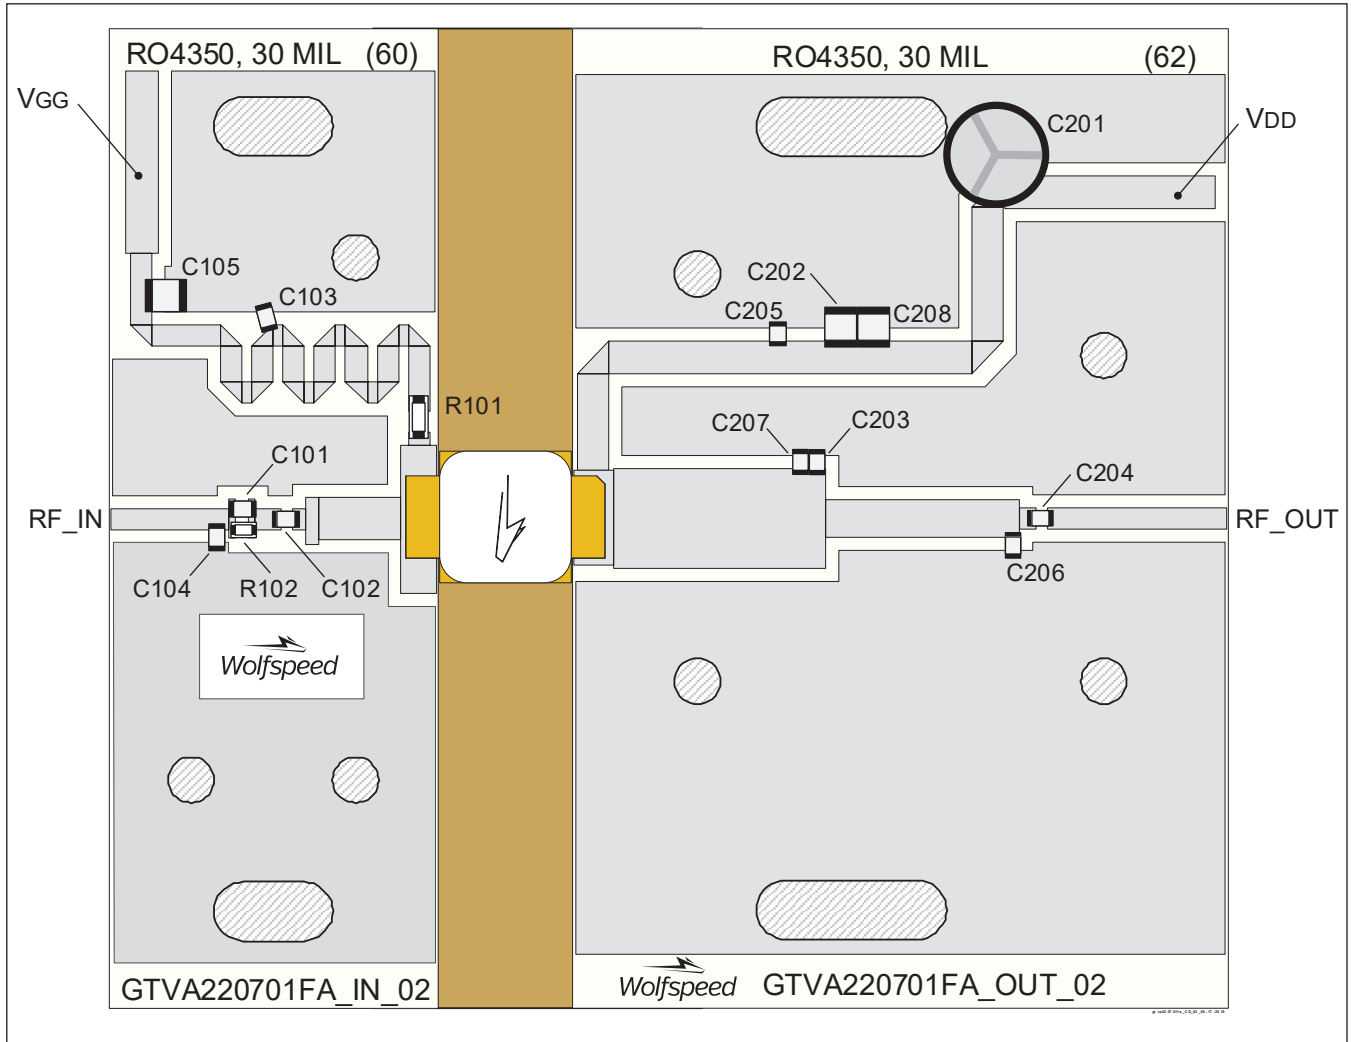 RO4350, 30 MIL (60)
RO4350, 30 MIL (62)
VGG
C201
VDD
C105
C103
C202
C205
C208
R101
C207
C203
C101
C204
RF_IN
RF_OUT
C104
R102
C102
C206
Wolfspeed
GTVA220701FA_IN_02
Wolfspeed
GTVA220701FA_OUT_02